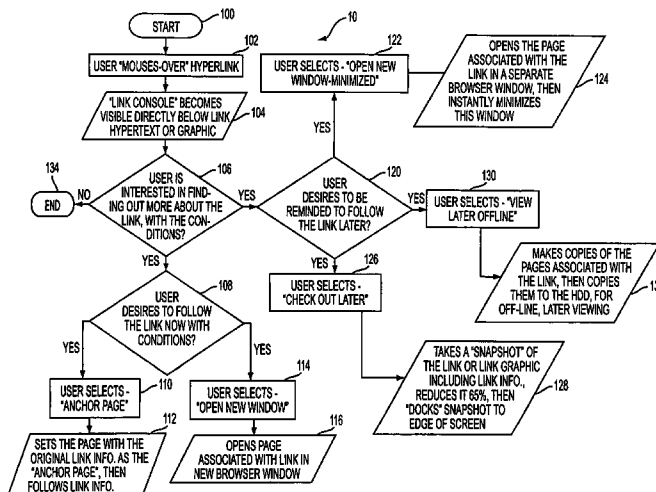 100
START
10
102
USER "MOUSES-OVER" HYPERLINK
"LINK CONSOLE" BECOMES
VISIBLE DIRECTLY BELOW LINK
HYPERTEXT OR GRAPHIC
104
122
USER SELECTS - "OPEN NEW
WINDOW-MINIMIZED"
OPENS THE PAGE
ASSOCIATED WITH THE
LINK IN A SEPARATE
BROWSER WINDOW, THEN
INSTANTLY MINIMIZES
THIS WINDOW
124
YES
134
END
NO
106
USER IS
INTERESTED IN FIND-
ING OUT MORE ABOUT THE
LINK, WITH THE CON-
DITIONS?
YES
120
USER
DESIRES TO BE
REMINDED TO FOLLOW
THE LINK LATER?
YES
130
USER SELECTS - "VIEW
LATER OFFLINE"
MAKES COPIES OF THE
PAGES ASSOCIATED WITH
THE LINK, THEN COPIES
THEM TO THE HDD, FOR
OFF-LINE, LATER VIEWING
YES
126
USER SELECTS -
"CHECK OUT LATER"
TAKES A "SNAPSHOT" OF
THE LINK OR LINK GRAPHIC
INCLUDING LINK INFO.,
REDUCES IT 65%, THEN
"DOCKS" SNAPSHOT TO
EDGE OF SCREEN
128
YES
108
USER
DESIRES TO FOLLOW
THE LINK NOW WITH
CONDITIONS?
YES
YES
USER SELECTS -
"ANCHOR PAGE"
110
114
USER SELECTS -
"OPEN NEW WINDOW"
112
SETS THE PAGE WITH THE
ORIGINAL LINK INFO. AS THE
"ANCHOR PAGE", THEN
FOLLOWS LINK INFO.
116
OPENS PAGE
ASSOCIATED WITH LINK IN
NEW BROWSER WINDOW